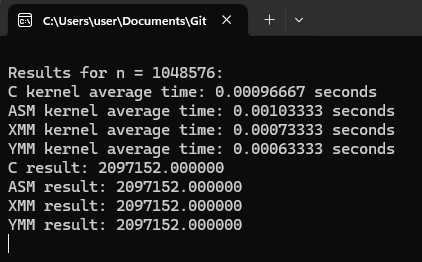 C:\Users\user\Documents\Git
Results for n = 1048576:
C kernel average time: 0.00096667 seconds
ASM kernel average time: 0.00103333 seconds
XMM kernel average time: 0.00073333 seconds
YMM kernel average time: 0.00063333 seconds
C result: 2097152.000000
ASM result: 2097152.000000
XMM result: 2097152.000000
YMM result: 2097152.000000